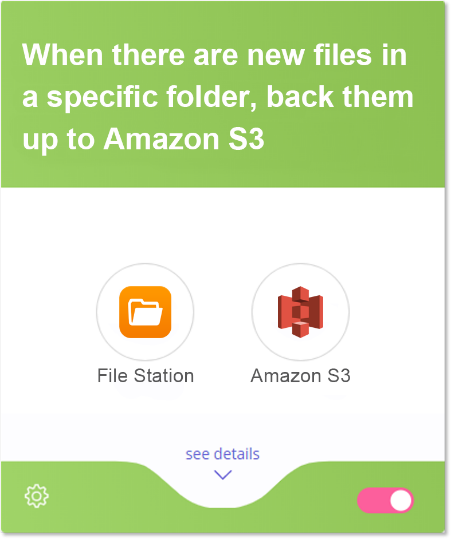 When there are new files in
a specific folder, back them
up to Amazon S3
File Station
Amazon S3
see details